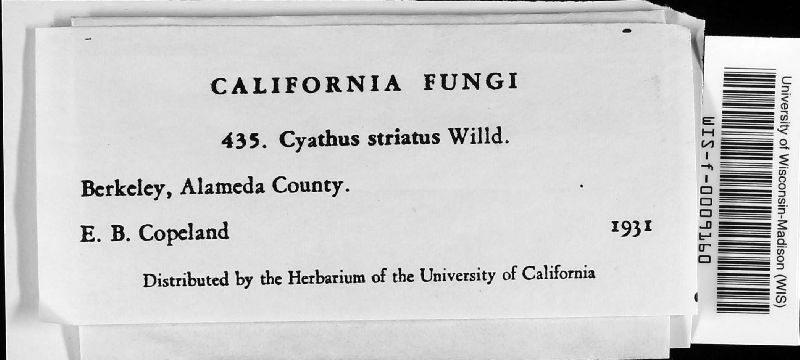 CALIFORNIA FUNGI
435. Cyathus striatus Willd.
Berkeley, Alameda County.
E. B. Copeland 1931
Distributed by the Herbarium of the University of California
University of Wisconsin-Madison (WIS)
WIS-f-0009160